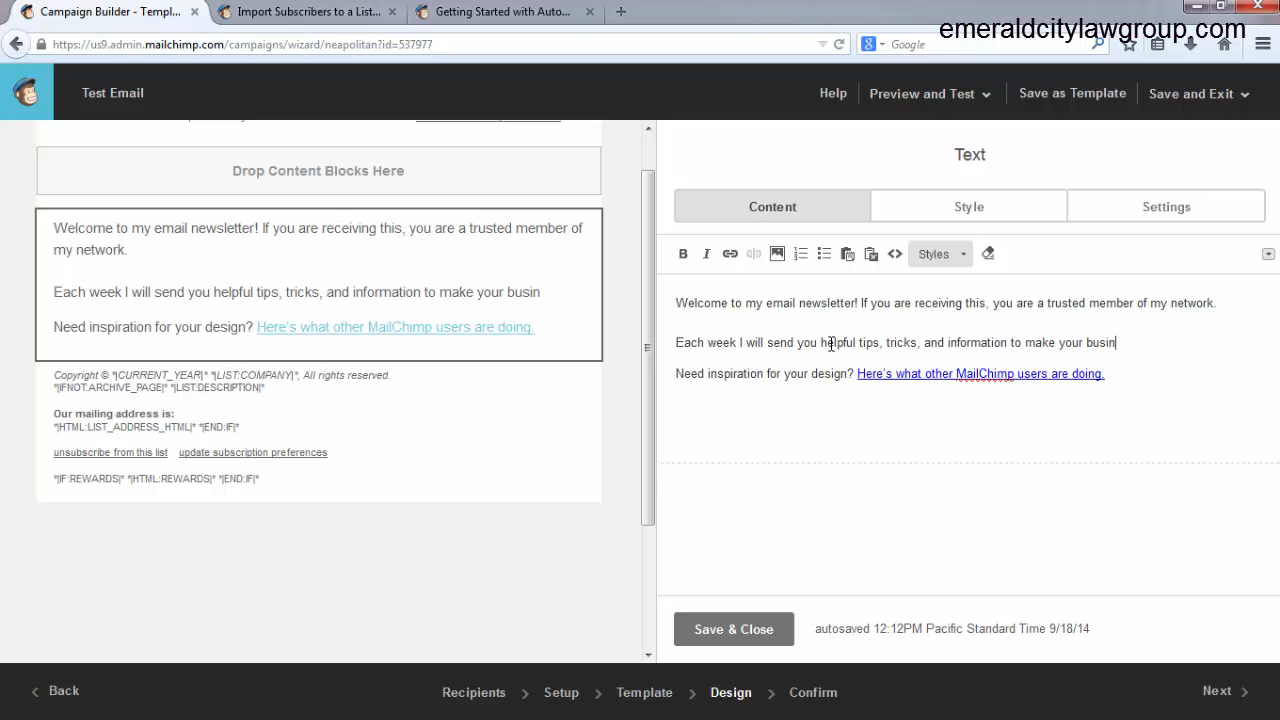 Campaign Builder - Templ...
Import Subscribers to a List...
Getting Started with Auto...
https://us9.admin.mailchimp.com/campaigns/wizard/neapolitan?id=537977
Google
emeraldcitylawgroup.com
Test Email
Help
Preview and Test
Save as Template
Save and Exit
Drop Content Blocks Here
Welcome to my email newsletter! If you are receiving this, you are a trusted member of
my network.
Each week I will send you helpful tips, tricks, and information to make your busin
Need inspiration for your design? Here's what other MailChimp users are doing.
Copyright © *|CURRENT_YEAR|* *|LIST:COMPANY|*, All rights reserved.
*|IFNOT:ARCHIVE_PAGE|* *|LIST:DESCRIPTION|*
Our mailing address is:
*|HTML:LIST_ADDRESS_HTML|* *|END:IF|*
unsubscribe from this list update subscription preferences
*|IF:REWARDS|* *|HTML:REWARDS|* *|END:IF|*
Text
Content
Style
Settings
B I Styles
Welcome to my email newsletter! If you are receiving this, you are a trusted member of my network.
Each week I will send you helpful tips, tricks, and information to make your busin
Need inspiration for your design? Here's what other MailChimp users are doing.
Save & Close
autosaved 12:12PM Pacific Standard Time 9/18/14
Back
Recipients
Setup
Template
Design
Confirm
Next